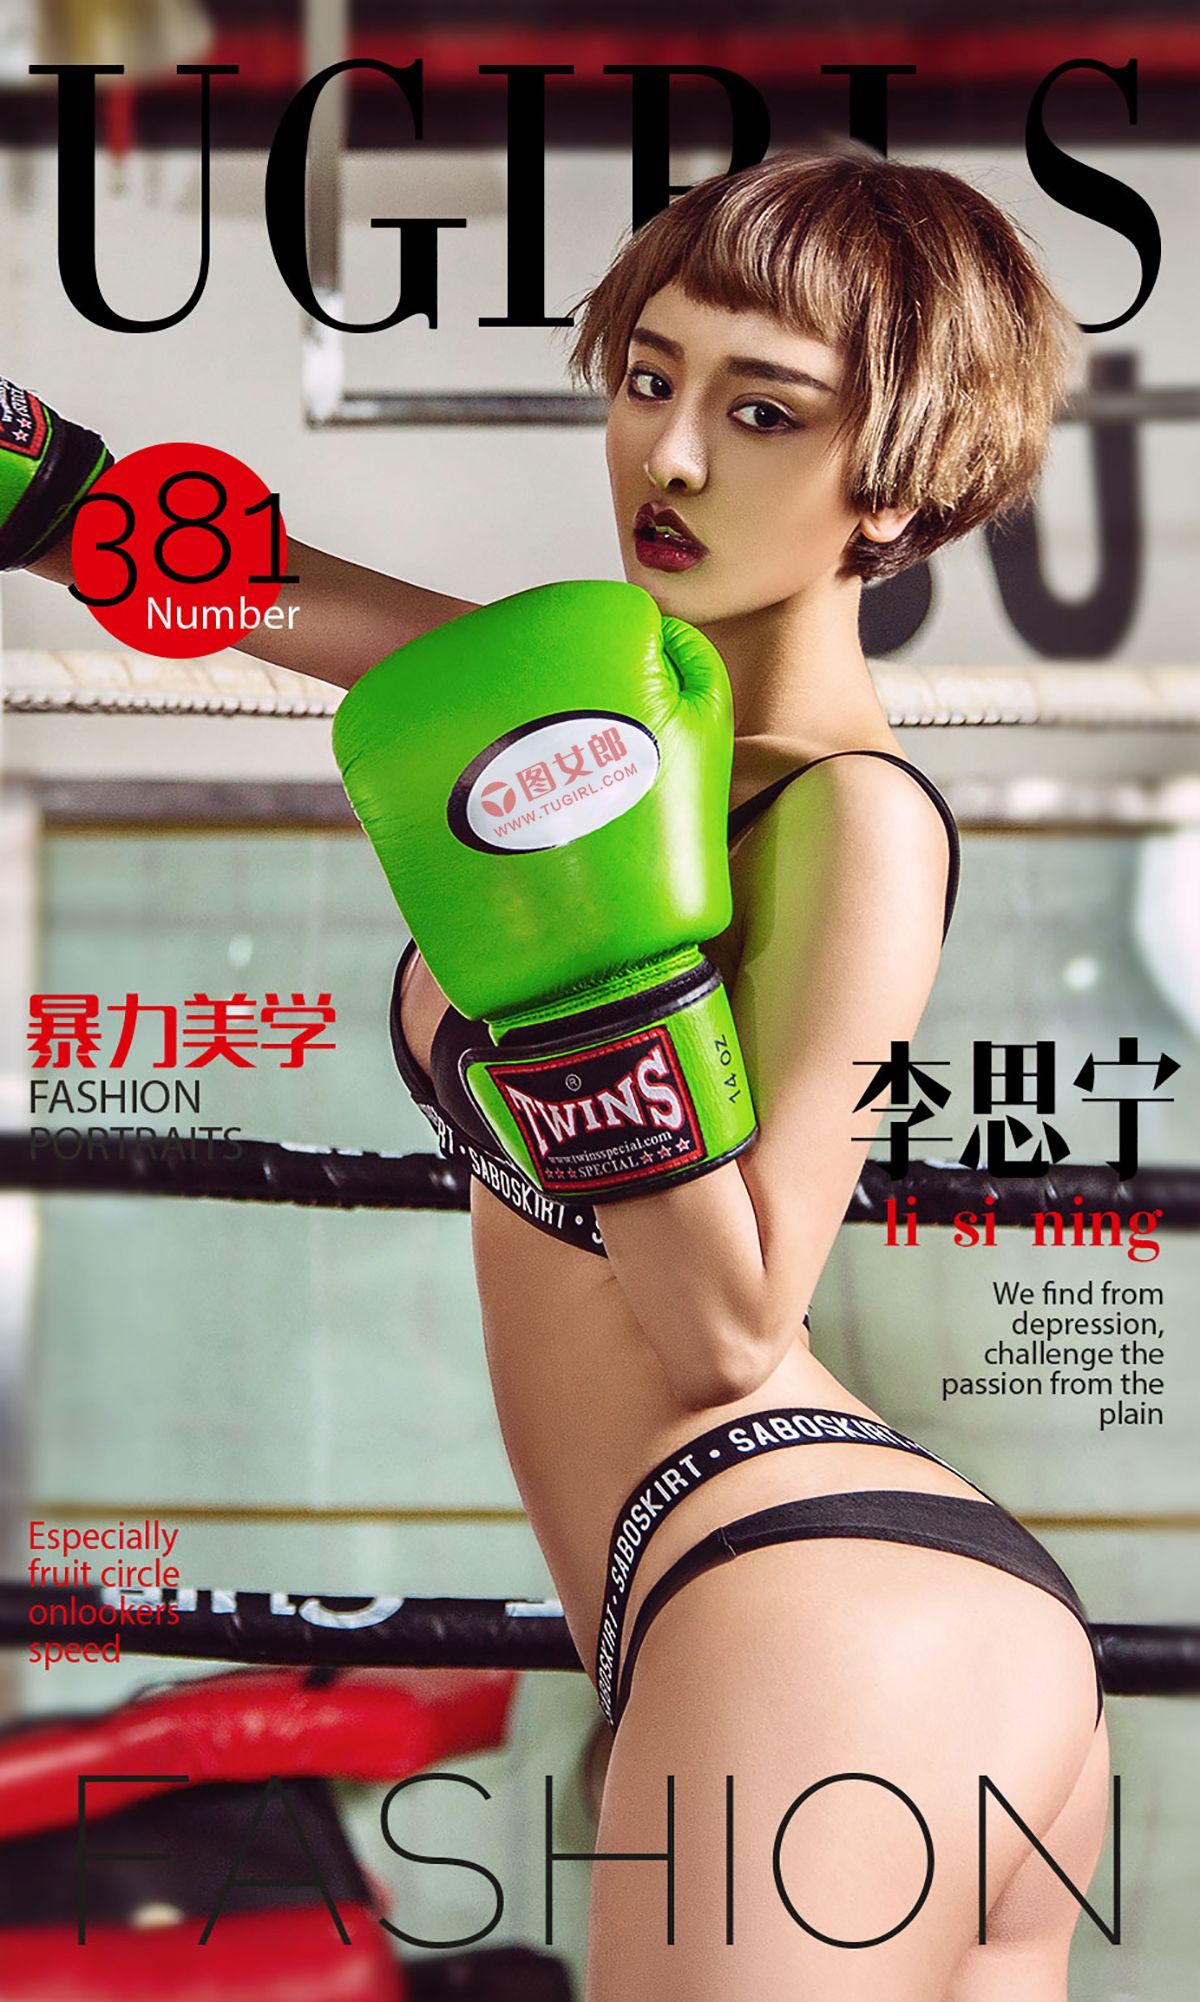 UGIRLS
381
Number
图女郎
WWW.TUGIRL.COM
暴力美学
FASHION
PORTRAITS
TWINS
®
www.twinsspecial.com
SPECIAL
14 OZ
SABOSKIRT
李思宁
li si ning
We find from
depression,
challenge the
passion from the
plain
SABOSKIRT • SABOSKIRT • SABOSKIRT
Especially
fruit circle
onlookers
speed
FASHION